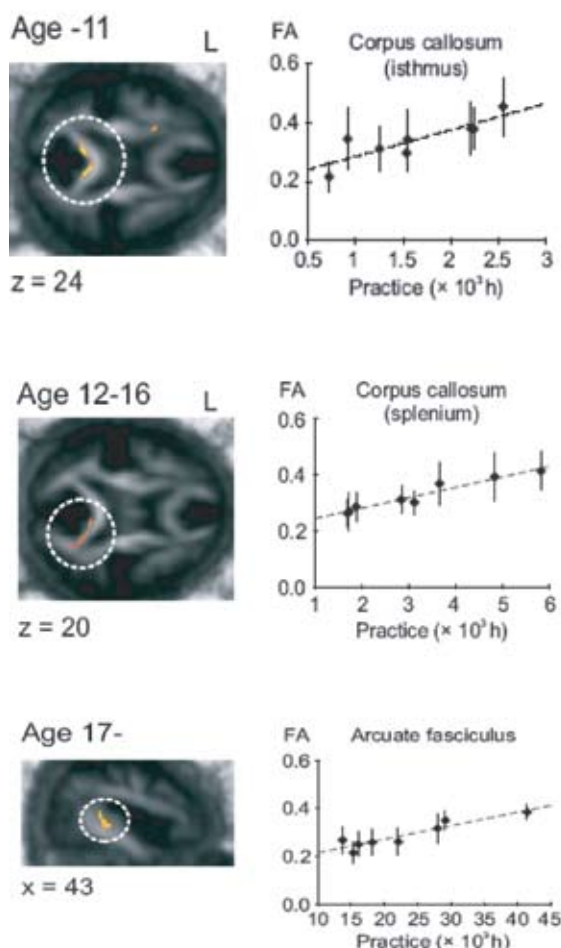 Age -11
L
z = 24
FA
Corpus callosum
(isthmus)
0.6
0.4
0.2
0.0
0.5 1 1.5 2 2.5 3
Practice (× 10³ h)
Age 12-16
L
z = 20
FA
Corpus callosum
(splenium)
0.6
0.4
0.2
0.0
1 2 3 4 5 6
Practice (× 10³ h)
Age 17-
x = 43
FA
Arcuate fasciculus
0.6
0.4
0.2
0.0
10 15 20 25 30 35 40 45
Practice (× 10³ h)